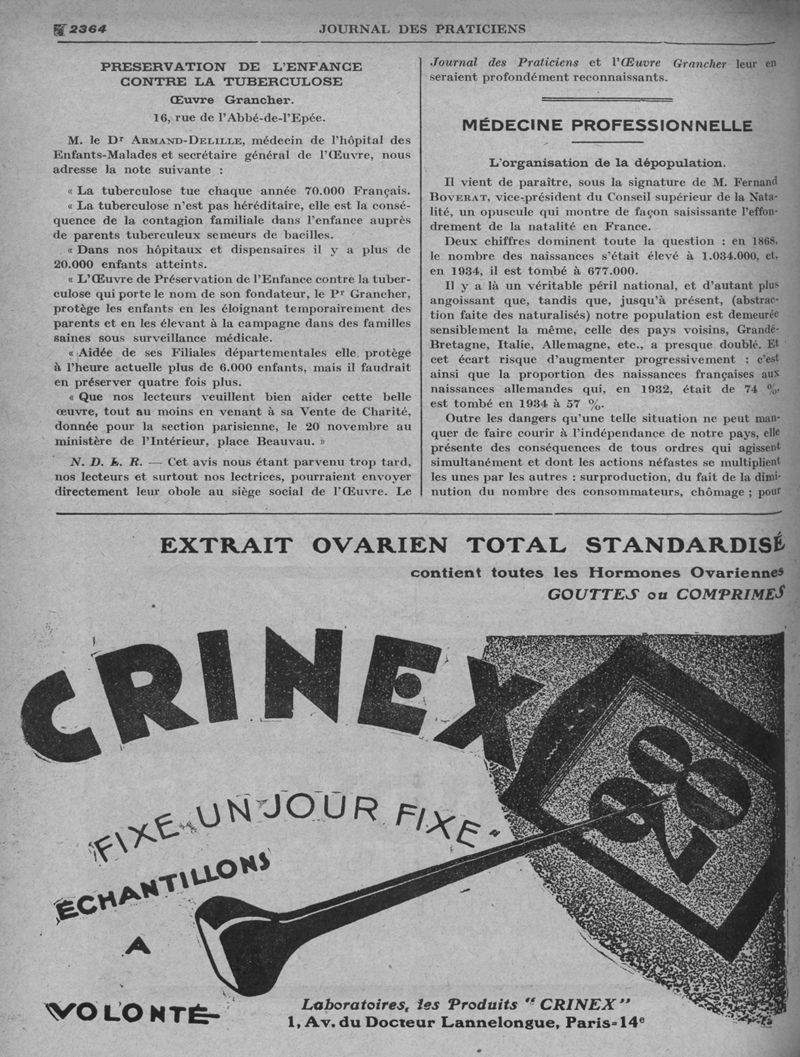 2364
JOURNAL DES PRATICIENS
PRESERVATION DE L'ENFANCE
CONTRE LA TUBERCULOSE
Œuvre Grancher.
16, rue de l'Abbé-de-l'Epée.
M. le Dr ARMAND-DELILLE, médecin de l'hôpital des
Enfants-Malades et secrétaire général de l'Œuvre, nous
adresse la note suivante :
« La tuberculose tue chaque année 70.000 Français.
« La tuberculose n'est pas héréditaire, elle est la consé-
quence de la contagion familiale dans l'enfance auprès
de parents tuberculeux semeurs de bacilles.
« Dans nos hôpitaux et dispensaires il y a plus de
20.000 enfants atteints.
« L'Œuvre de Préservation de l'Enfance contre la tuber-
culose qui porte le nom de son fondateur, le Pr Grancher,
protège les enfants en les éloignant temporairement des
parents et en les élevant à la campagne dans des familles
saines sous surveillance médicale.
« Aidée de ses Filiales départementales elle protège
à l'heure actuelle plus de 6.000 enfants, mais il faudrait
en préserver quatre fois plus.
« Que nos lecteurs veuillent bien aider cette belle
œuvre, tout au moins en venant à sa Vente de Charité,
donnée pour la section parisienne, le 20 novembre au
ministère de l'Intérieur, place Beauvau. »
N. D. L. R. — Cet avis nous étant parvenu trop tard,
nos lecteurs et surtout nos lectrices, pourraient envoyer
directement leur obole au siège social de l'Œuvre. Le
Journal des Praticiens et l'Œuvre Grancher leur en
seraient profondément reconnaissants.
MÉDECINE PROFESSIONNELLE
L'organisation de la dépopulation.
Il vient de paraître, sous la signature de M. Fernand
BOVERAT, vice-président du Conseil supérieur de la Nata-
lité, un opuscule qui montre de façon saisissante l'effon-
drement de la natalité en France.
Deux chiffres dominent toute la question : en 1868,
le nombre des naissances s'était élevé à 1.034.000, et,
en 1934, il est tombé à 677.000.
Il y a là un véritable péril national, et d'autant plus
angoissant que, tandis que, jusqu'à présent, (abstrac-
tion faite des naturalisés) notre population est demeurée
sensiblement la même, celle des pays voisins, Grande-
Bretagne, Italie, Allemagne, etc., a presque doublé. Et
cet écart risque d'augmenter progressivement : c'est
ainsi que la proportion des naissances françaises aux
naissances allemandes qui, en 1932, était de 74 %,
est tombé en 1934 à 57 %.
Outre les dangers qu'une telle situation ne peut man-
quer de faire courir à l'indépendance de notre pays, elle
présente des conséquences de tous ordres qui agissent
simultanément et dont les actions néfastes se multiplient
les unes par les autres : surproduction, du fait de la dimi-
nution du nombre des consommateurs, chômage ; pour
EXTRAIT OVARIEN TOTAL STANDARDISÉ
contient toutes les Hormones Ovariennes
GOUTTES ou COMPRIMES
CRINEX
"FIXE UN JOUR FIXE"
ÉCHANTILLONS
A
VOLONTÉ
28
Laboratoires, les Produits "CRINEX"
1, Av. du Docteur Lannelongue, Paris-14e